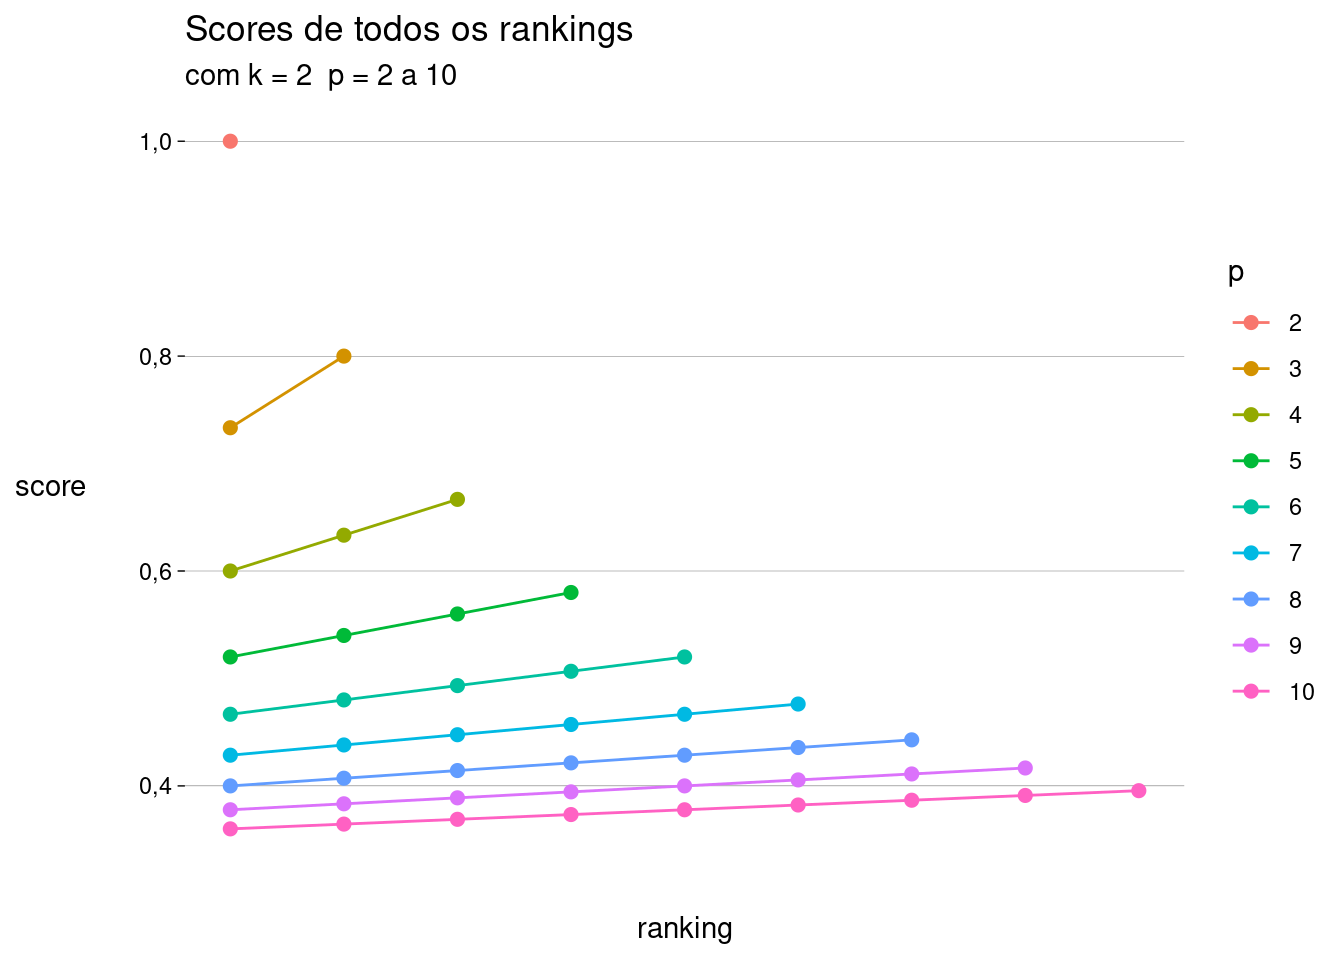 Scores de todos os rankings
com k = 2  p = 2 a 10
1,0
0,8
0,6
0,4
score
ranking
p
2
3
4
5
6
7
8
9
10